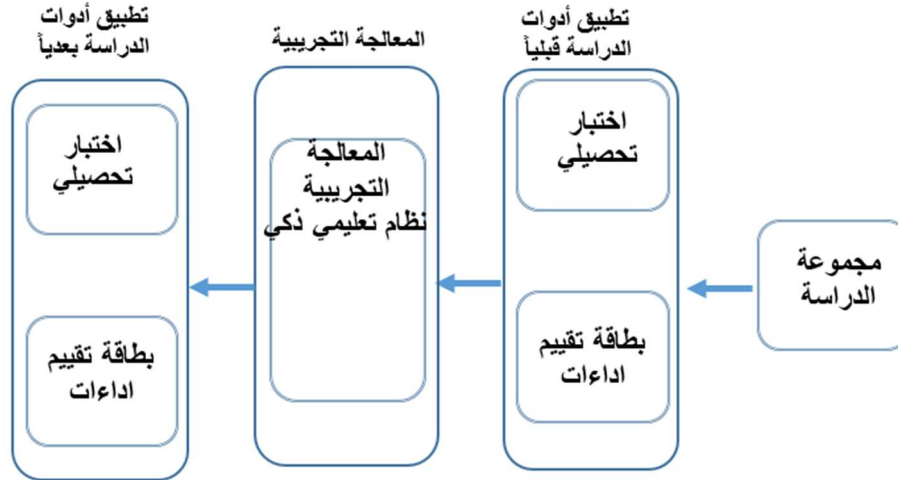 مجموعة
الدراسة
تطبيق أدوات
الدراسة قبلياً
اختبار
تحصيلي
بطاقة تقييم
اداءات
المعالجة التجريبية
المعالجة
التجريبية
نظام تعليمي ذكي
تطبيق أدوات
الدراسة بعدياً
اختبار
تحصيلي
بطاقة تقييم
اداءات